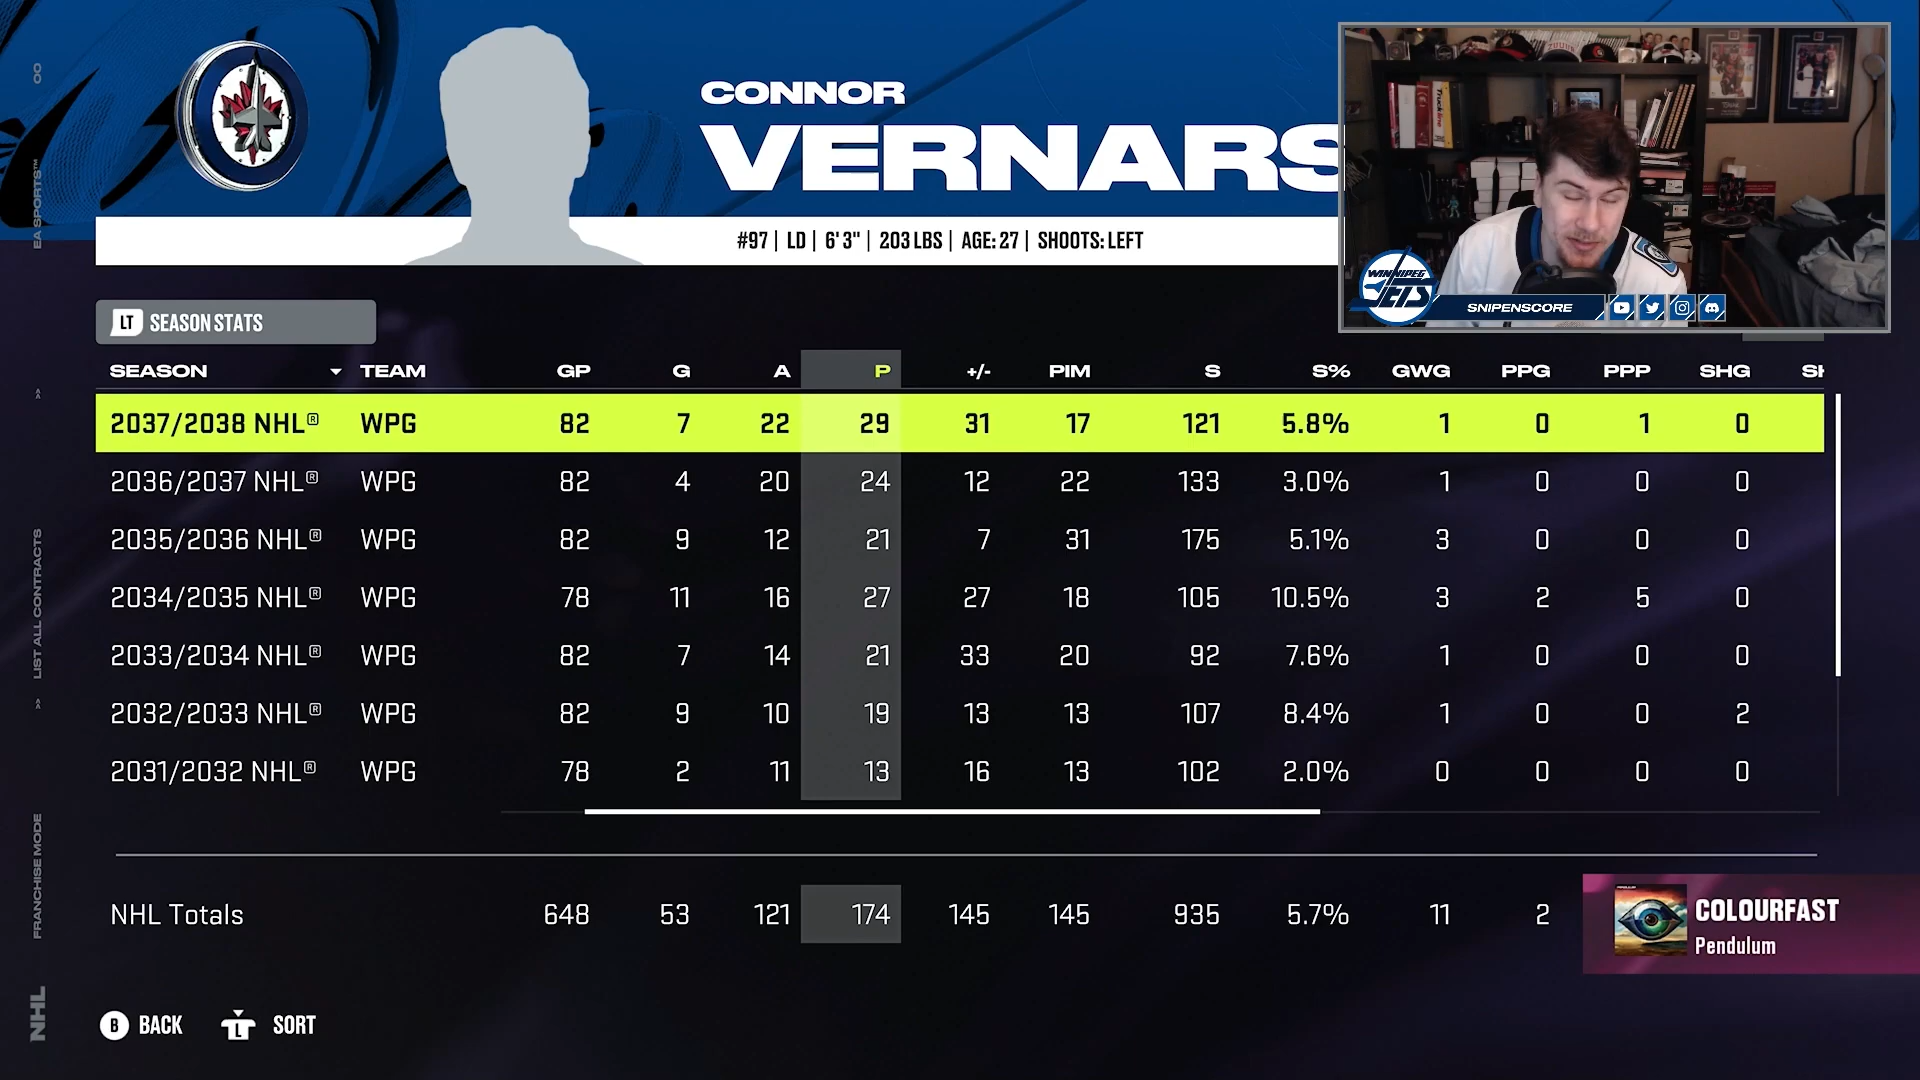 CONNOR
VERNARS
#97 | LD | 6' 3" | 203 LBS | AGE: 27 | SHOOTS: LEFT
WINNIPEG
JETS
SNIPENSCORE
LT SEASON STATS
SEASON TEAM GP G A P +/- PIM S S% GWG PPG PPP SHG SH
2037/2038 NHL® WPG 82 7 22 29 31 17 121 5.8% 1 0 1 0
2036/2037 NHL® WPG 82 4 20 24 12 22 133 3.0% 1 0 0 0
2035/2036 NHL® WPG 82 9 12 21 7 31 175 5.1% 3 0 0 0
2034/2035 NHL® WPG 78 11 16 27 27 18 105 10.5% 3 2 5 0
2033/2034 NHL® WPG 82 7 14 21 33 20 92 7.6% 1 0 0 0
2032/2033 NHL® WPG 82 9 10 19 13 13 107 8.4% 1 0 0 2
2031/2032 NHL® WPG 78 2 11 13 16 13 102 2.0% 0 0 0 0
NHL Totals 648 53 121 174 145 145 935 5.7% 11 2
COLOURFAST
Pendulum
B BACK L SORT
EA SPORTS™
LIST ALL CONTRACTS
FRANCHISE MODE
NHL